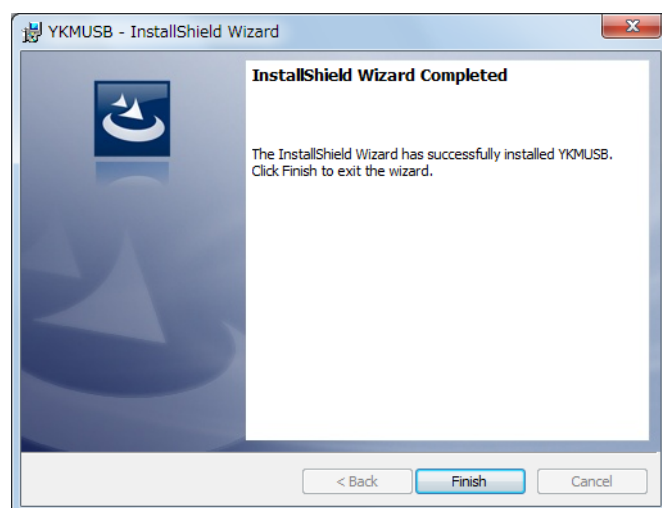 YKMUSB - InstallShield Wizard
InstallShield Wizard Completed
The InstallShield Wizard has successfully installed YKMUSB.
Click Finish to exit the wizard.
< Back Finish Cancel